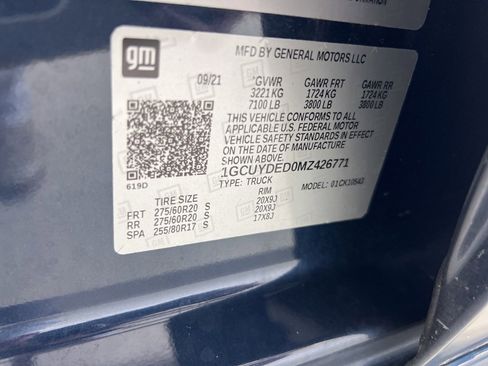 gm
MFD BY GENERAL MOTORS LLC
09/21 GVWR GAWR FRT GAWR RR
3221 KG 1724 KG 1724 KG
7100 LB 3800 LB 3800 LB
THIS VEHICLE CONFORMS TO ALL
APPLICABLE U.S. FEDERAL MOTOR
VEHICLE SAFETY STANDARDS IN
EFFECT ON THE DATE OF
MANUFACTURE SHOWN ABOVE.
1GCUYDED0MZ426771
619D
TYPE: TRUCK MODEL: 01CK10543
TIRE SIZE RIM
FRT 275/60R20 S 20X9J
RR 275/60R20 S 20X9J
SPA 255/80R17 S 17X8J